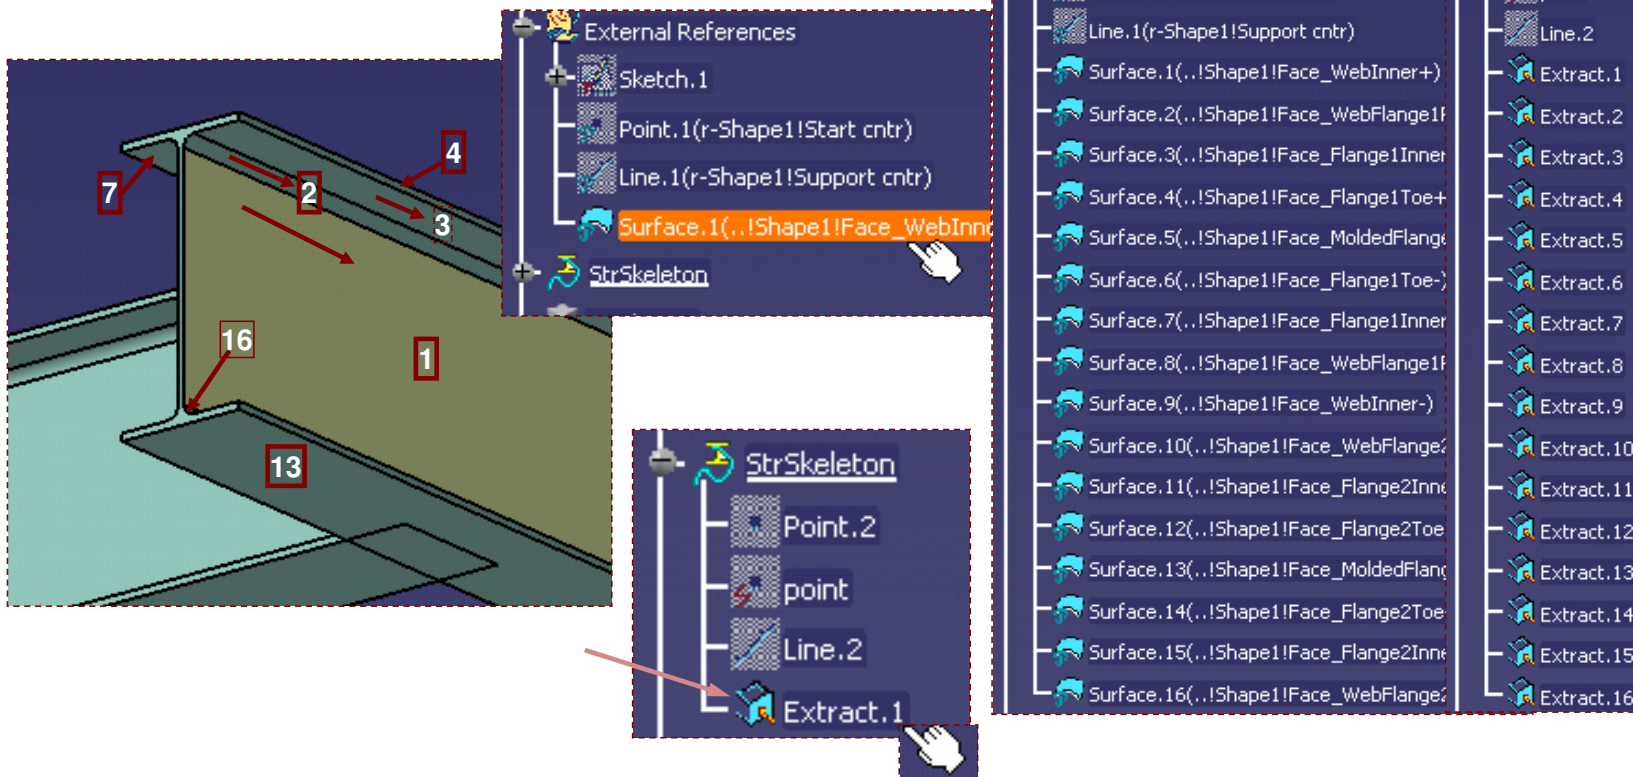 4
7
2
3
16
1
13
External References
Sketch.1
Point.1(r-Shape1!Start cntr)
Line.1(r-Shape1!Support cntr)
Surface.1(..!Shape1!Face_WebInn
StrSkeleton
StrSkeleton
Point.2
point
Line.2
Extract.1
Line.1(r-Shape1!Support cntr)
Surface.1(..!Shape1!Face_WebInner+)
Surface.2(..!Shape1!Face_WebFlange1
Surface.3(..!Shape1!Face_Flange1Inner
Surface.4(..!Shape1!Face_Flange1Toe+
Surface.5(..!Shape1!Face_MoldedFlang
Surface.6(..!Shape1!Face_Flange1Toe-)
Surface.7(..!Shape1!Face_Flange1Inner
Surface.8(..!Shape1!Face_WebFlange1
Surface.9(..!Shape1!Face_WebInner-)
Surface.10(..!Shape1!Face_WebFlange2
Surface.11(..!Shape1!Face_Flange2Inn
Surface.12(..!Shape1!Face_Flange2Toe
Surface.13(..!Shape1!Face_MoldedFlan
Surface.14(..!Shape1!Face_Flange2Toe
Surface.15(..!Shape1!Face_Flange2Inn
Surface.16(..!Shape1!Face_WebFlange2
Line.2
Extract.1
Extract.2
Extract.3
Extract.4
Extract.5
Extract.6
Extract.7
Extract.8
Extract.9
Extract.10
Extract.11
Extract.12
Extract.13
Extract.14
Extract.15
Extract.16